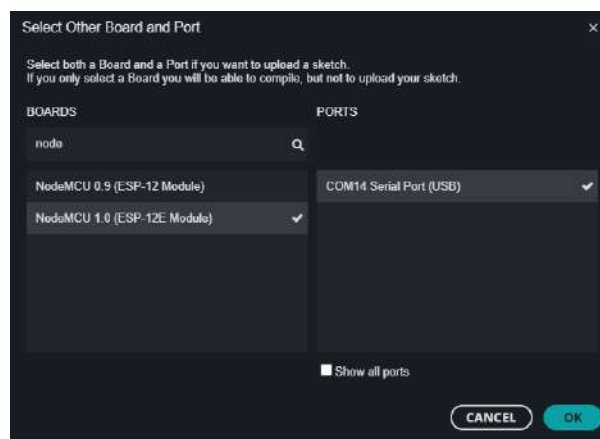 Select Other Board and Port
Select both a Board and a Port if you want to upload a sketch.
If you only select a Board you will be able to compile, but not to upload your sketch.
BOARDS
PORTS
node
NodeMCU 0.9 (ESP-12 Module)
COM14 Serial Port (USB)
NodeMCU 1.0 (ESP-12E Module)
Show all ports
CANCEL
OK